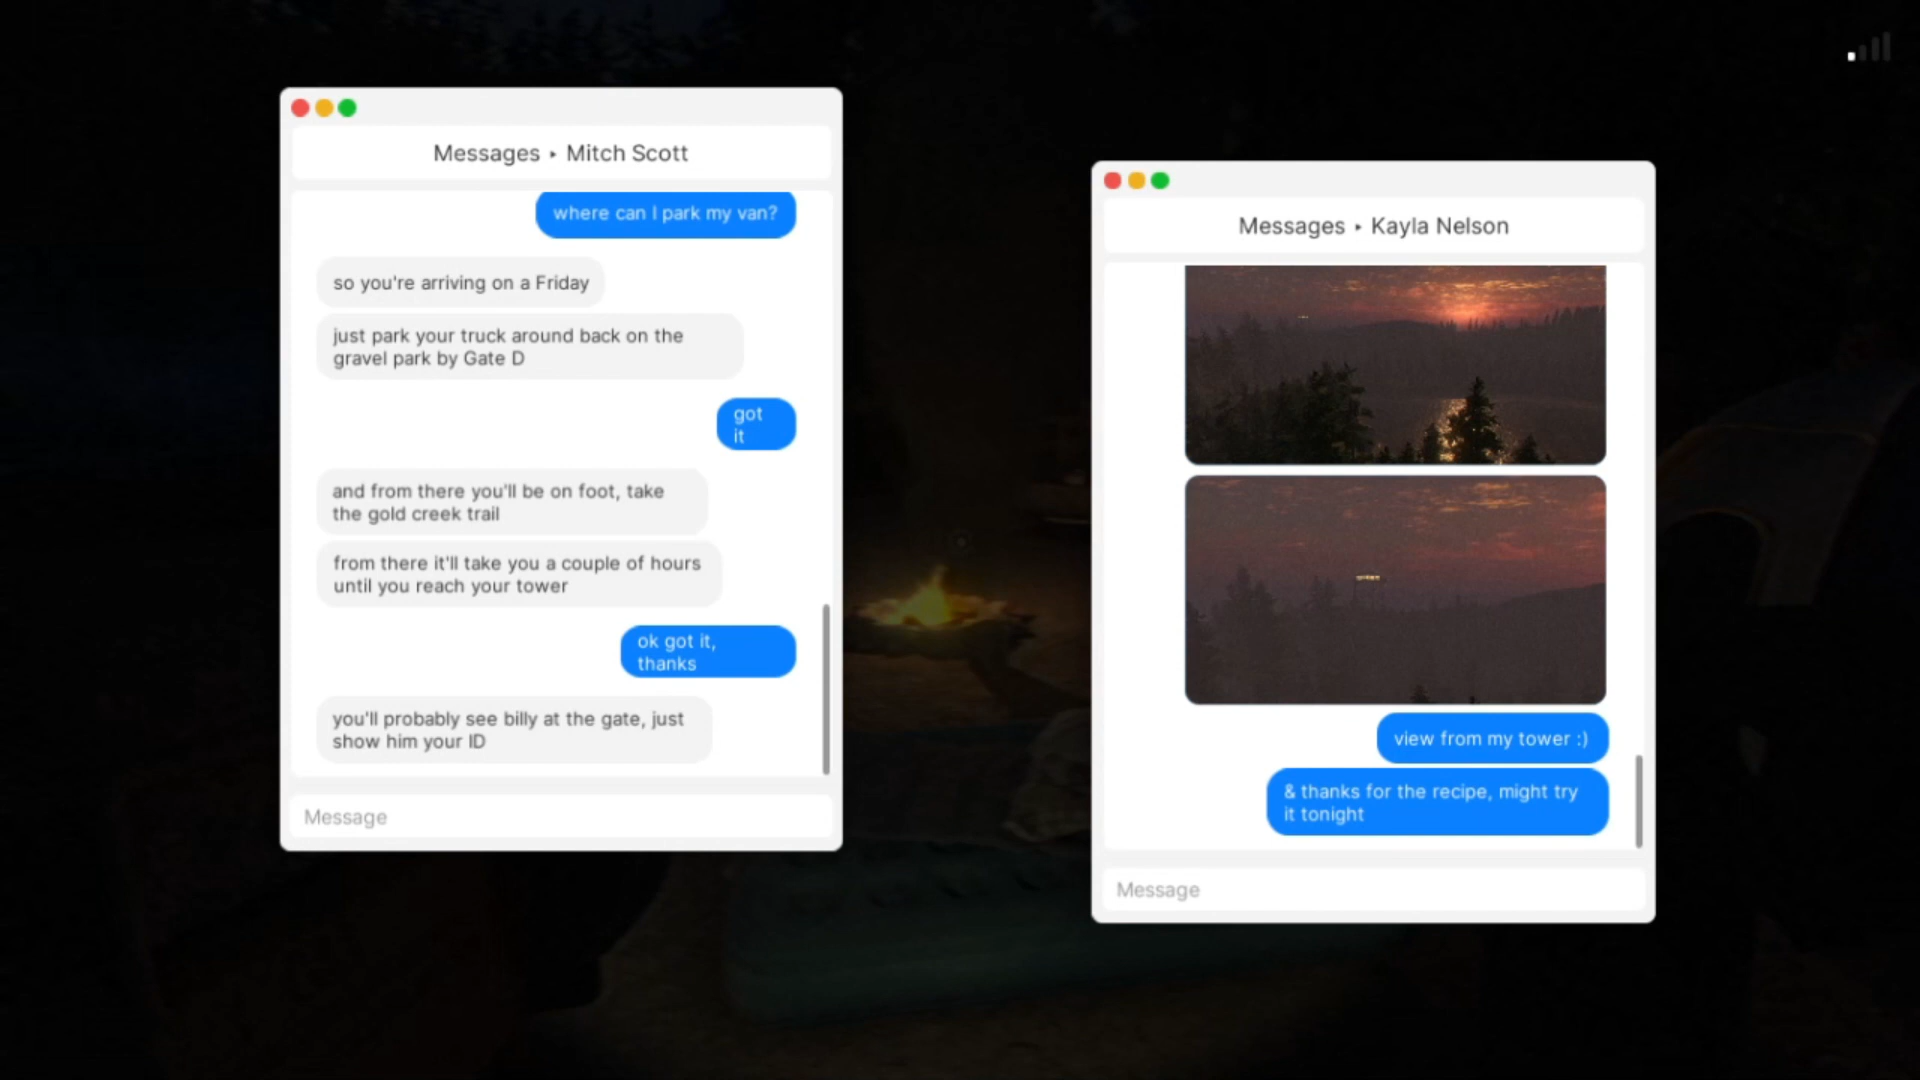 Messages ‣ Mitch Scott
where can I park my van?
so you're arriving on a Friday
just park your truck around back on the
gravel park by Gate D
got
it
and from there you'll be on foot, take
the gold creek trail
from there it'll take you a couple of hours
until you reach your tower
ok got it,
thanks
you'll probably see billy at the gate, just
show him your ID
Message
Messages ‣ Kayla Nelson
view from my tower :)
& thanks for the recipe, might try
it tonight
Message